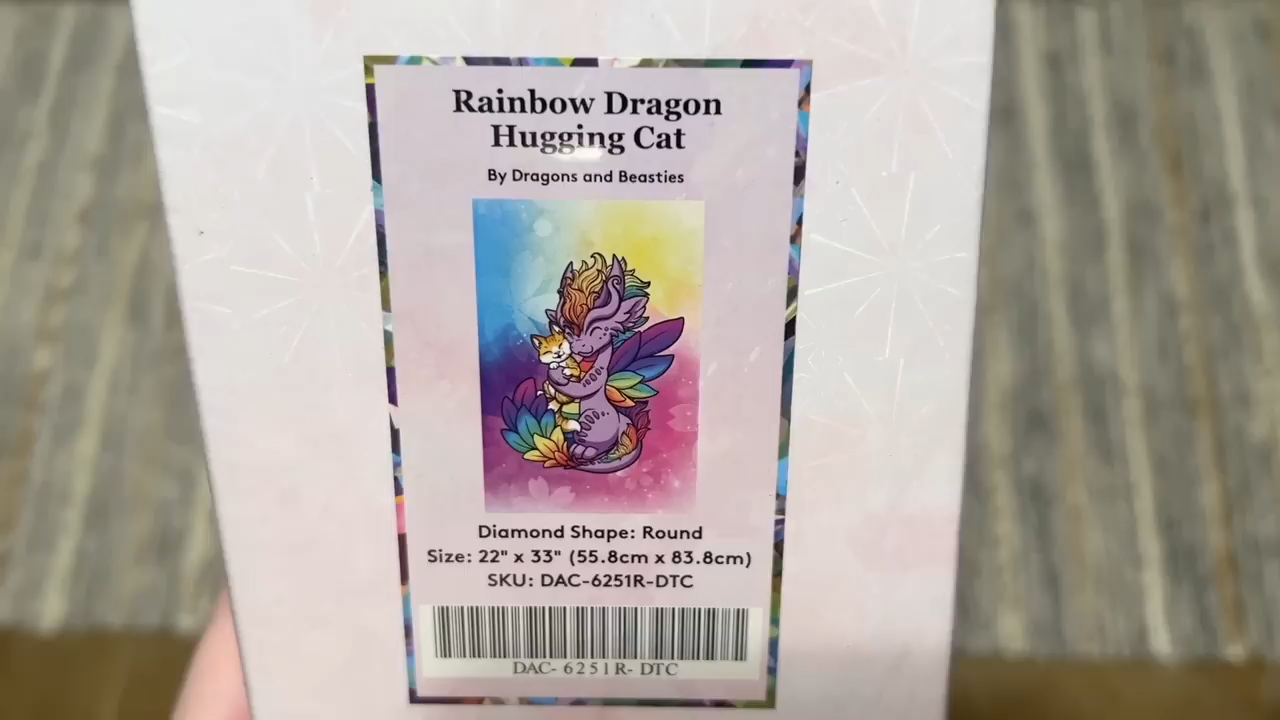 Rainbow Dragon
Hugging Cat
By Dragons and Beasties
Diamond Shape: Round
Size: 22" x 33" (55.8cm x 83.8cm)
SKU: DAC-6251R-DTC
DAC- 6251R- DTC